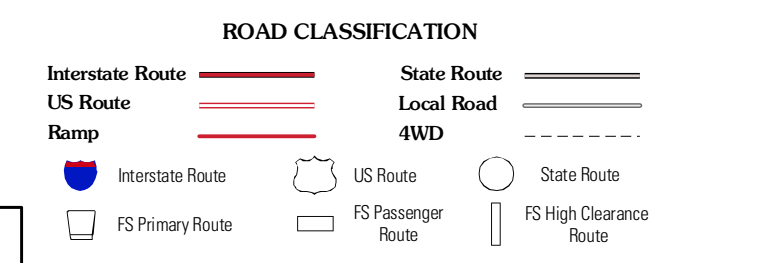 ROAD CLASSIFICATION
Interstate Route
State Route
US Route
Local Road
Ramp
4WD
Interstate Route
US Route
State Route
FS Primary Route
FS Passenger
Route
FS High Clearance
Route